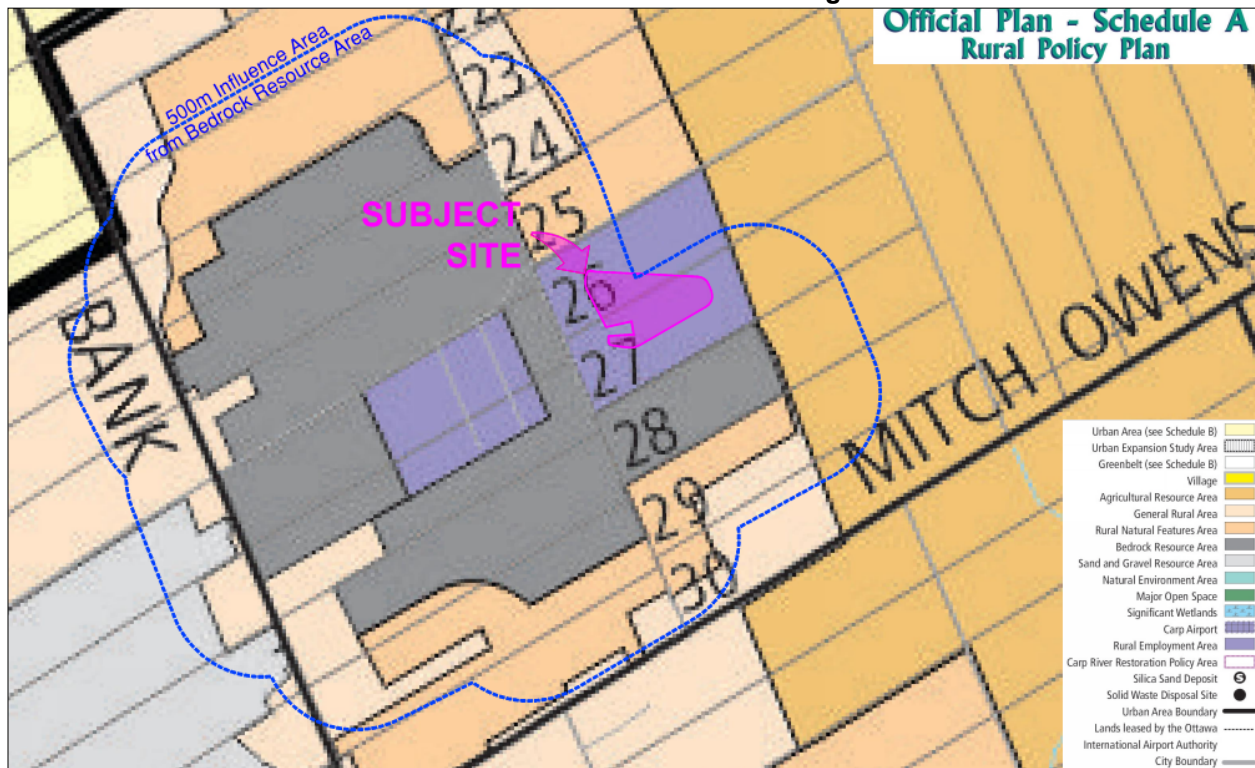 Official Plan - Schedule A
Rural Policy Plan
500m Influence Area
from Bedrock Resource Area
22
23
24
25
SUBJECT
SITE
26
27
28
29
30
BANK
MITCH OWENS
Urban Area (see Schedule B)
Urban Expansion Study Area
Greenbelt (see Schedule B)
Village
Agricultural Resource Area
General Rural Area
Rural Natural Features Area
Bedrock Resource Area
Sand and Gravel Resource Area
Natural Environment Area
Major Open Space
Significant Wetlands
Carp Airport
Rural Employment Area
Carp River Restoration Policy Area
Silica Sand Deposit S
Solid Waste Disposal Site
Urban Area Boundary
Lands leased by the Ottawa
International Airport Authority
City Boundary